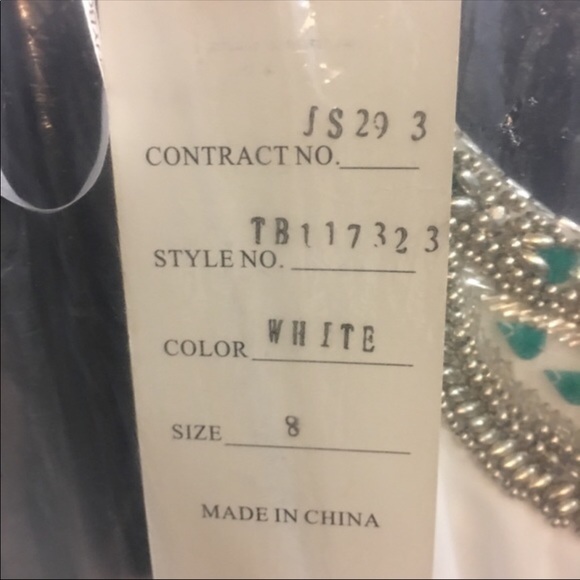 CONTRACT NO. JS29 3
STYLE NO. TB117323
COLOR WHITE
SIZE 8
MADE IN CHINA